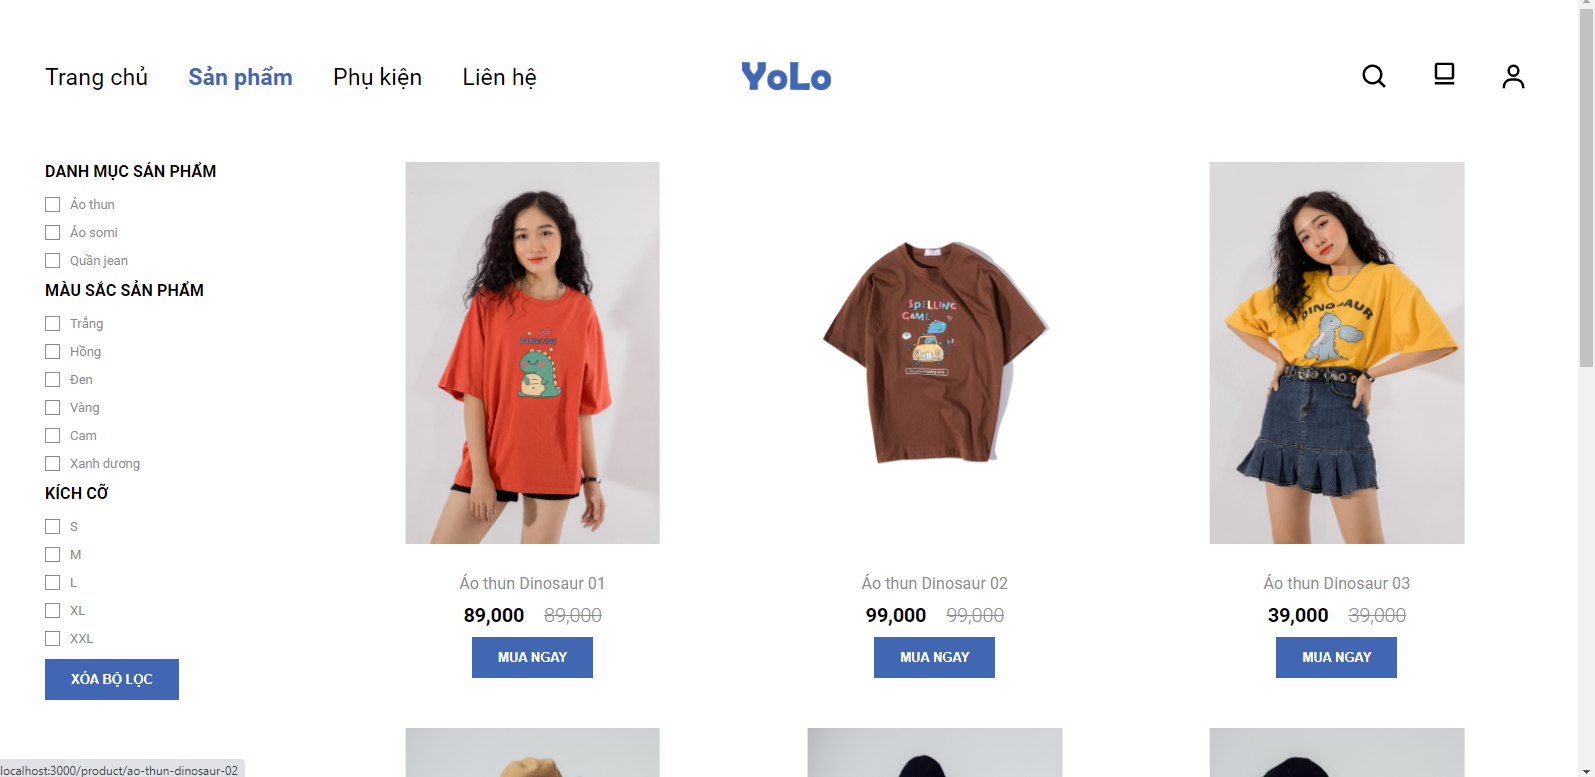 Trang chủ Sản phẩm Phụ kiện Liên hệ YoLo
DANH MỤC SẢN PHẨM
Áo thun
Áo somi
Quần jean
MÀU SẮC SẢN PHẨM
Trắng
Hồng
Đen
Vàng
Cam
Xanh dương
KÍCH CỠ
S
M
L
XL
XXL
XÓA BỘ LỌC
DINOSAUR
Áo thun Dinosaur 01
89,000 89,000
MUA NGAY
SPELLING
GAME
Áo thun Dinosaur 02
99,000 99,000
MUA NGAY
DINOSAUR
Áo thun Dinosaur 03
39,000 39,000
MUA NGAY
localhost:3000/product/ao-thun-dinosaur-02